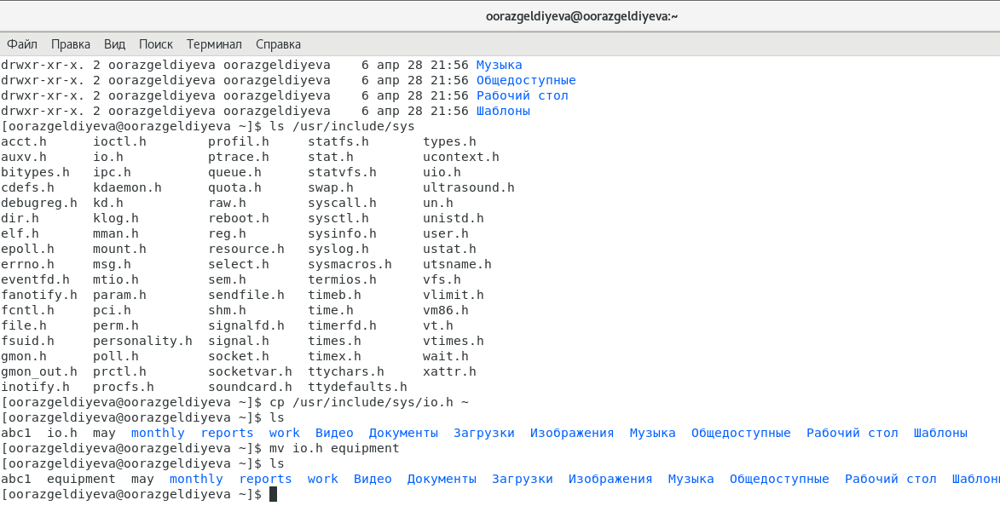 oorazgeldiyeva@oorazgeldiyeva:~
Файл Правка Вид Поиск Терминал Справка
drwxr-xr-x. 2 oorazgeldiyeva oorazgeldiyeva    6 апр 28 21:56 Музыка
drwxr-xr-x. 2 oorazgeldiyeva oorazgeldiyeva    6 апр 28 21:56 Общедоступные
drwxr-xr-x. 2 oorazgeldiyeva oorazgeldiyeva    6 апр 28 21:56 Рабочий стол
drwxr-xr-x. 2 oorazgeldiyeva oorazgeldiyeva    6 апр 28 21:56 Шаблоны
[oorazgeldiyeva@oorazgeldiyeva ~]$ ls /usr/include/sys
acct.h      ioctl.h        profil.h     statfs.h       types.h
auxv.h      io.h           ptrace.h     stat.h         ucontext.h
bitypes.h   ipc.h          queue.h      statvfs.h      uio.h
cdefs.h     kdaemon.h      quota.h      swap.h         ultrasound.h
debugreg.h  kd.h           raw.h        syscall.h      un.h
dir.h       klog.h         reboot.h     sysctl.h       unistd.h
elf.h       mman.h         reg.h        sysinfo.h      user.h
epoll.h     mount.h        resource.h   syslog.h       ustat.h
errno.h     msg.h          select.h     sysmacros.h    utsname.h
eventfd.h   mtio.h         sem.h        termios.h      vfs.h
fanotify.h  param.h        sendfile.h   timeb.h        vlimit.h
fcntl.h     pci.h          shm.h        time.h         vm86.h
file.h      perm.h         signalfd.h   timerfd.h      vt.h
fsuid.h     personality.h  signal.h     times.h        vtimes.h
gmon.h      poll.h         socket.h     timex.h        wait.h
gmon_out.h  prctl.h        socketvar.h  ttychars.h     xattr.h
inotify.h   procfs.h       soundcard.h  ttydefaults.h
[oorazgeldiyeva@oorazgeldiyeva ~]$ cp /usr/include/sys/io.h ~
[oorazgeldiyeva@oorazgeldiyeva ~]$ ls
abc1  io.h  may  monthly  reports  work  Видео  Документы  Загрузки  Изображения  Музыка  Общедоступные  Рабочий стол  Шаблоны
[oorazgeldiyeva@oorazgeldiyeva ~]$ mv io.h equipment
[oorazgeldiyeva@oorazgeldiyeva ~]$ ls
abc1  equipment  may  monthly  reports  work  Видео  Документы  Загрузки  Изображения  Музыка  Общедоступные  Рабочий стол  Шаблон
[oorazgeldiyeva@oorazgeldiyeva ~]$